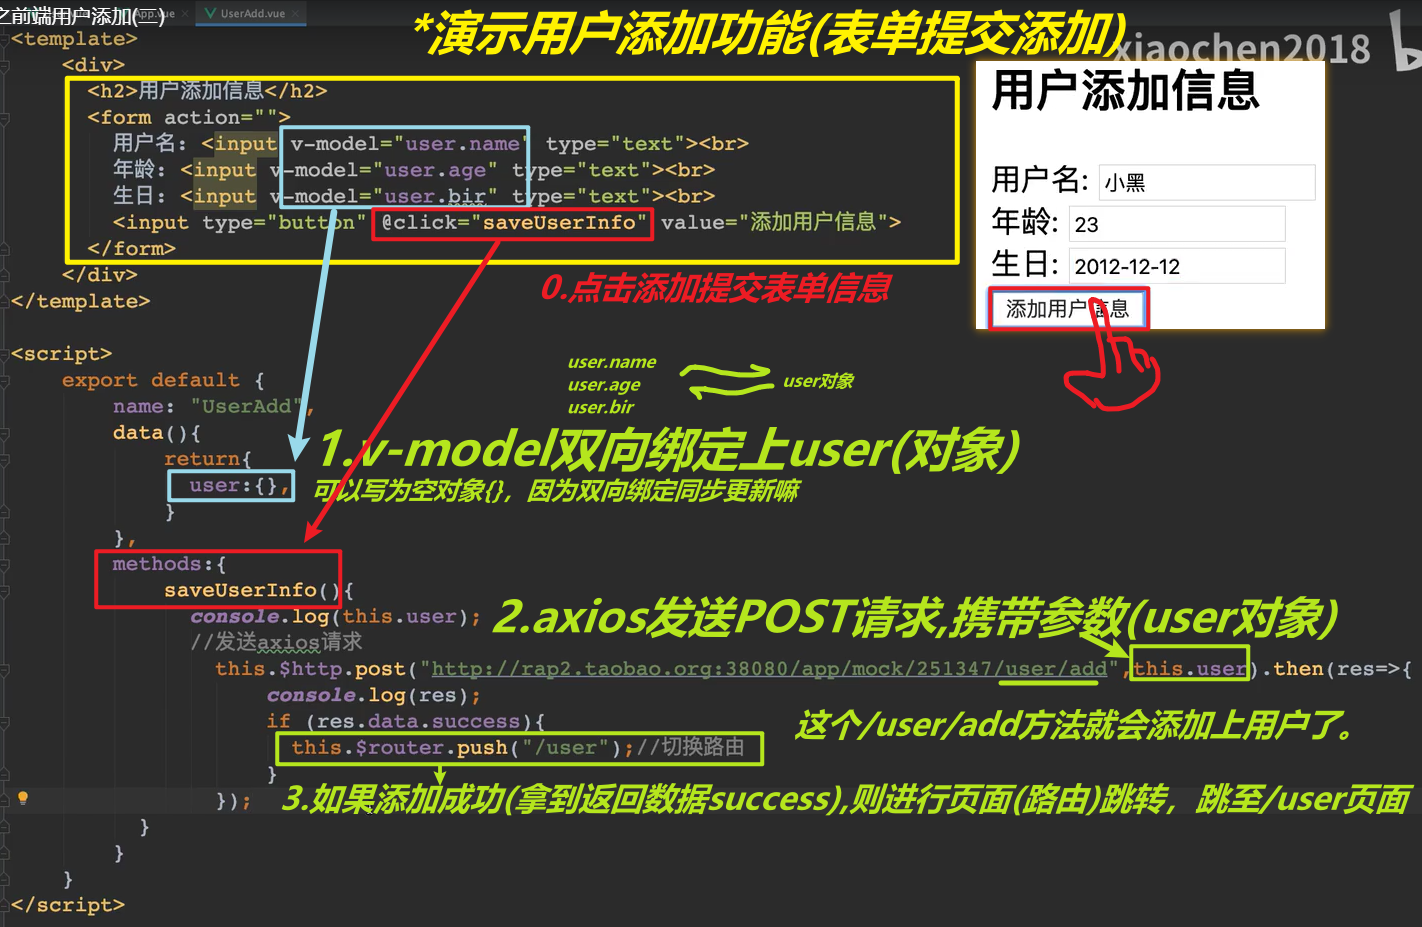 之前端用户添加(二)
App.vue
UserAdd.vue
*演示用户添加功能(表单提交添加)
xiaochen2018
<template>
<div>
<h2>用户添加信息</h2>
<form action="">
用户名: <input v-model="user.name" type="text"><br>
年龄: <input v-model="user.age" type="text"><br>
生日: <input v-model="user.bir" type="text"><br>
<input type="button" @click="saveUserInfo" value="添加用户信息">
</form>
</div>
</template>
用户添加信息
用户名: 小黑
年龄: 23
生日: 2012-12-12
添加用户信息
0.点击添加提交表单信息
<script>
export default {
name: "UserAdd",
data(){
return{
user:{},
}
},
user.name
user.age
user.bir
user对象
1.v-model双向绑定上user(对象)
可以写为空对象{}，因为双向绑定同步更新嘛
methods:{
saveUserInfo(){
console.log(this.user);
//发送axios请求
2.axios发送POST请求,携带参数(user对象)
this.$http.post("http://rap2.taobao.org:38080/app/mock/251347/user/add",this.user).then(res=>{
console.log(res);
if (res.data.success){
这个/user/add方法就会添加上用户了。
this.$router.push("/user");//切换路由
}
});
3.如果添加成功(拿到返回数据success),则进行页面(路由)跳转，跳至/user页面
}
}
}
</script>